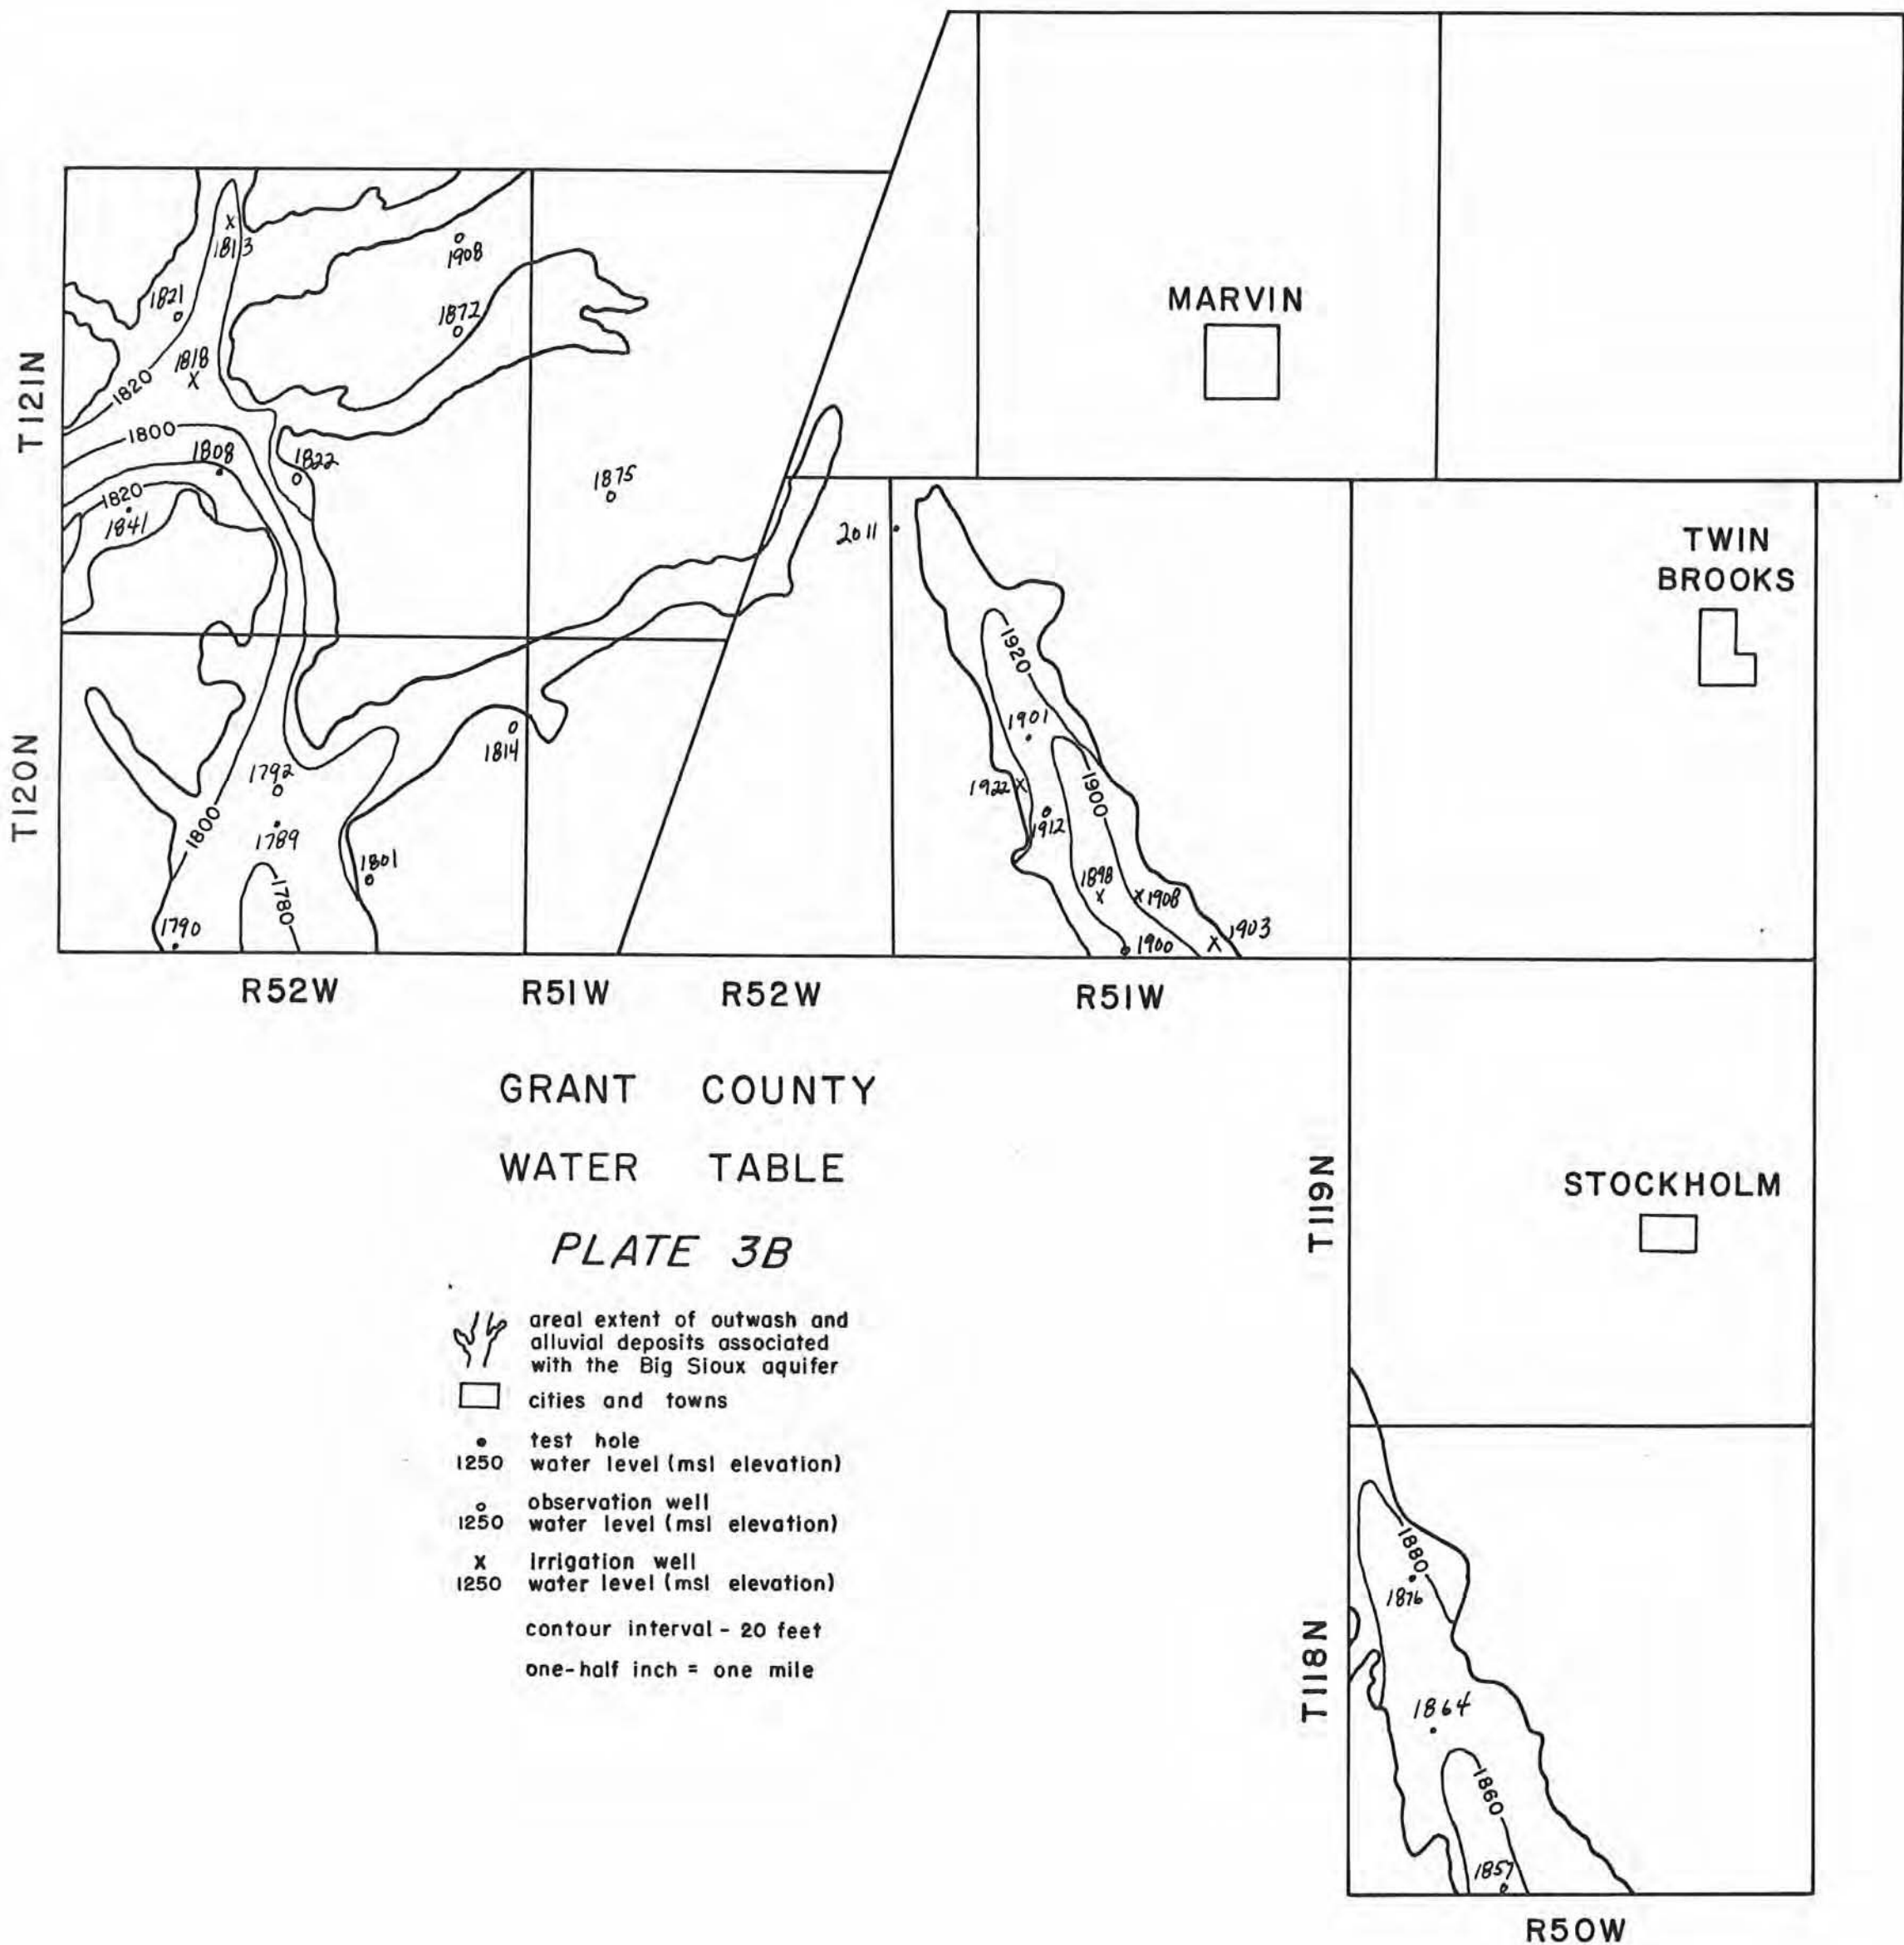 MARVIN
1813
1908
1821
1872
1818
1820
T121N
1800
1808
1822
1820
1841
1875
2011
TWIN
BROOKS
1920
1901
1814
1792
1922
1900
1912
T120N
1800
1789
1801
1780
1898
1908
1790
1903
1900
R52W
R51W
R52W
R51W
GRANT COUNTY
WATER TABLE
PLATE 3B
areal extent of outwash and
alluvial deposits associated
with the Big Sioux aquifer
cities and towns
test hole
1250 water level (msl elevation)
observation well
1250 water level (msl elevation)
x irrigation well
1250 water level (msl elevation)
contour interval - 20 feet
one-half inch = one mile
T119N
STOCKHOLM
1880
1876
T118N
1864
1860
1857
R50W